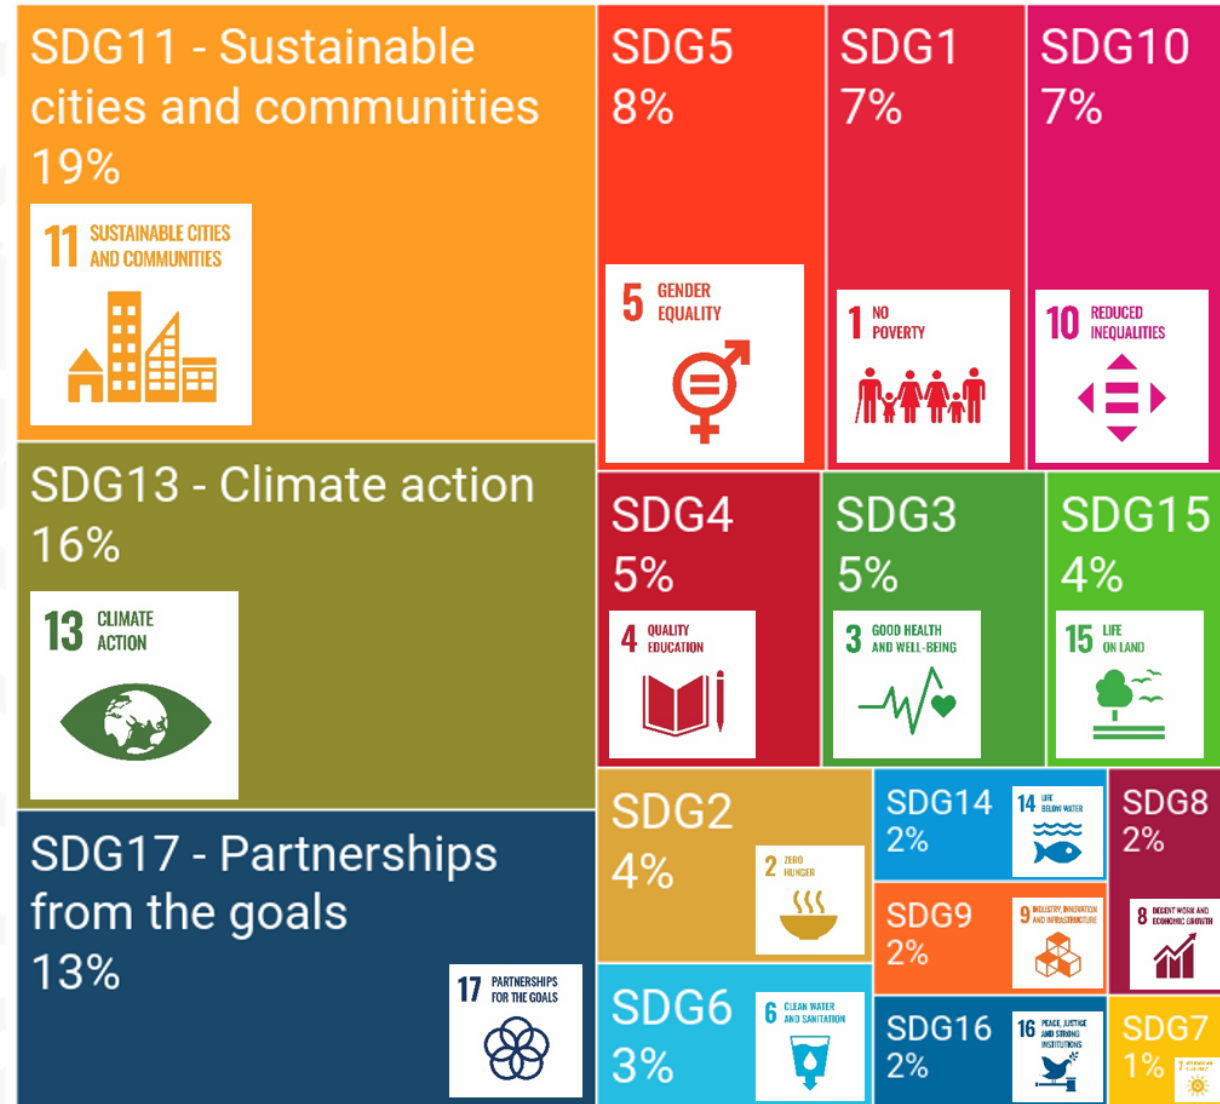 SDG11 - Sustainable
cities and communities
19%
11 SUSTAINABLE CITIES
AND COMMUNITIES
SDG13 - Climate action
16%
13 CLIMATE
ACTION
SDG17 - Partnerships
from the goals
13%
17 PARTNERSHIPS
FOR THE GOALS
SDG5
8%
5 GENDER
EQUALITY
SDG1
7%
1 NO
POVERTY
SDG10
7%
10 REDUCED
INEQUALITIES
SDG4
5%
4 QUALITY
EDUCATION
SDG3
5%
3 GOOD HEALTH
AND WELL-BEING
SDG15
4%
15 LIFE
ON LAND
SDG2
4%
2 ZERO
HUNGER
SDG6
3%
6 CLEAN WATER
AND SANITATION
SDG14
2%
14 LIFE
BELOW WATER
SDG9
2%
9 INDUSTRY, INNOVATION
AND INFRASTRUCTURE
SDG16
2%
16 PEACE, JUSTICE
AND STRONG
INSTITUTIONS
SDG8
2%
8 DECENT WORK AND
ECONOMIC GROWTH
SDG7
1%
7